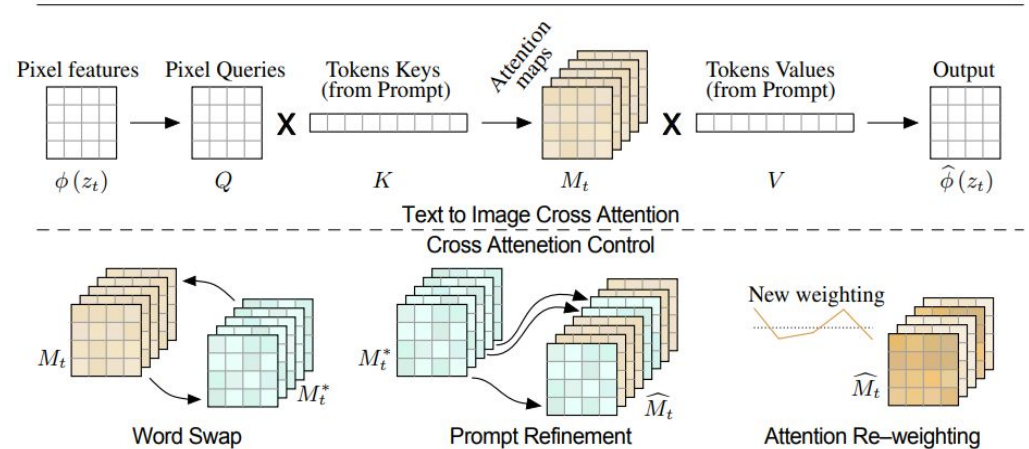 Pixel features
Pixel Queries
Tokens Keys
(from Prompt)
Attention
maps
Tokens Values
(from Prompt)
Output
X
X
ϕ(z_t)
Q
K
M_t
V
ϕ̂(z_t)
Text to Image Cross Attention
Cross Attenetion Control
New weighting
M_t
M_t^*
M_t^*
M̂_t
M̂_t
Word Swap
Prompt Refinement
Attention Re–weighting